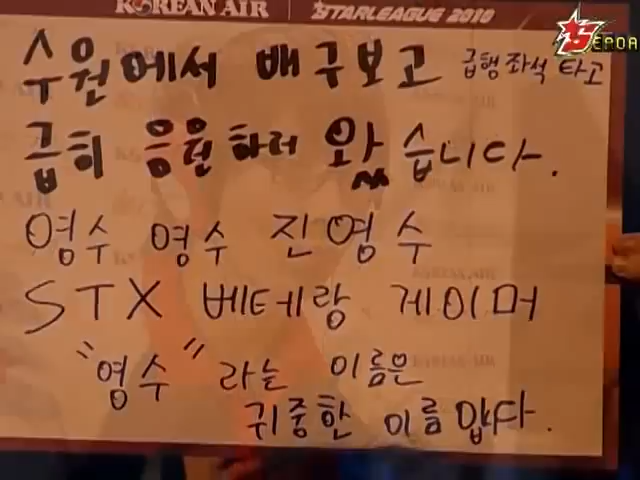 KOREAN AIR STARLEAGUE 2010
수원에서 배구보고 급행좌석 타고
급히 응원하러 왔습니다.
영수 영수 진영수
STX 베테랑 게이머
"영수"라는 이름은
귀중한 이름입니다.